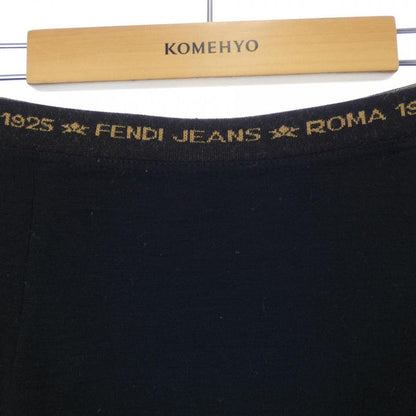 KOMEHYO
1925 ★ FENDI JEANS ★ ROMA 19